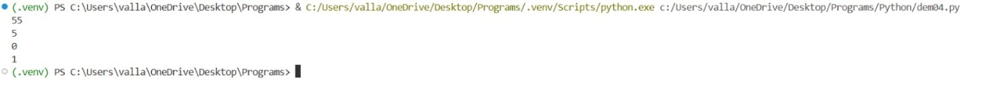 (.venv) PS C:\Users\valla\OneDrive\Desktop\Programs> & C:/Users/valla/OneDrive/Desktop/Programs/.venv/Scripts/python.exe c:/Users/valla/OneDrive/Desktop/Programs/Python/dem04.py
55
5
0
1
(.venv) PS C:\Users\valla\OneDrive\Desktop\Programs>